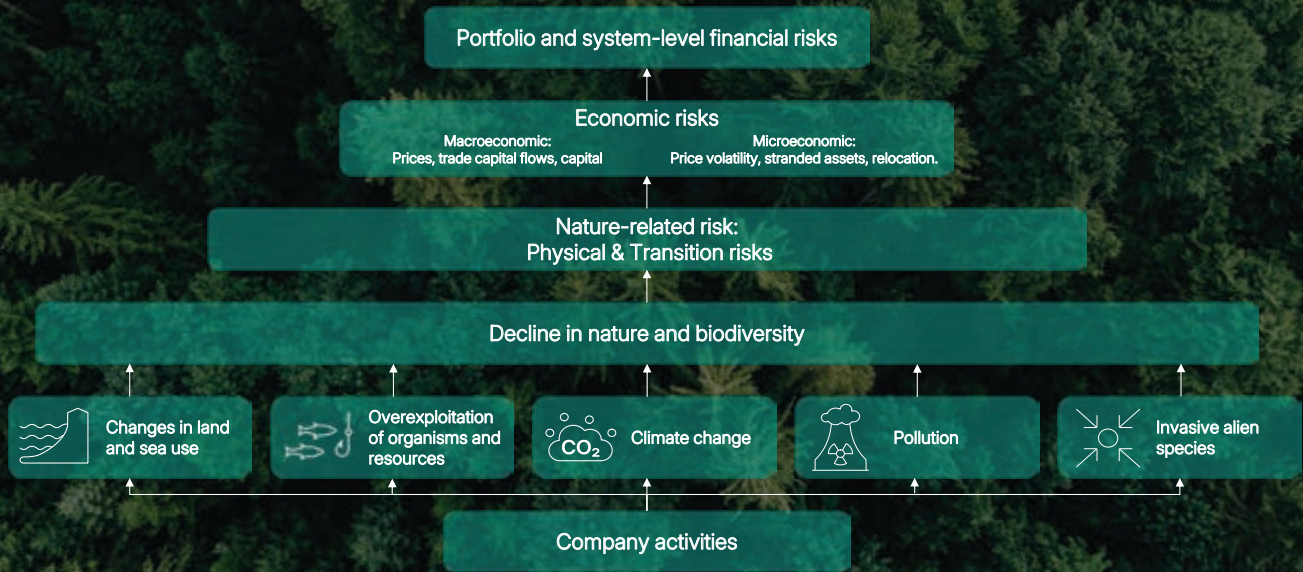 Portfolio and system-level financial risks
Economic risks
Macroeconomic:
Prices, trade capital flows, capital
Microeconomic:
Price volatility, stranded assets, relocation.
Nature-related risk:
Physical & Transition risks
Decline in nature and biodiversity
Changes in land
and sea use
Overexploitation
of organisms and
resources
CO₂
Climate change
Pollution
Invasive alien
species
Company activities